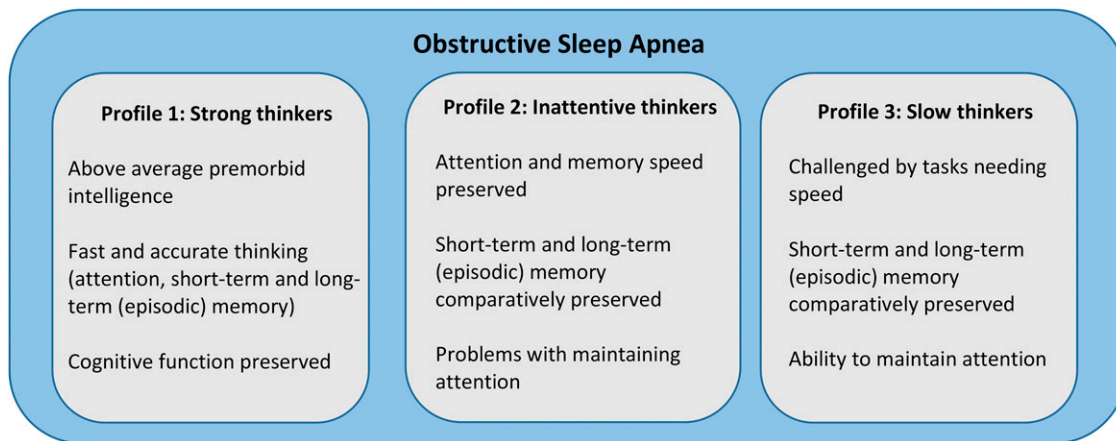 Obstructive Sleep Apnea
Profile 1: Strong thinkers
Above average premorbid
intelligence
Fast and accurate thinking
(attention, short-term and long-
term (episodic) memory)
Cognitive function preserved
Profile 2: Inattentive thinkers
Attention and memory speed
preserved
Short-term and long-term
(episodic) memory
comparatively preserved
Problems with maintaining
attention
Profile 3: Slow thinkers
Challenged by tasks needing
speed
Short-term and long-term
(episodic) memory
comparatively preserved
Ability to maintain attention